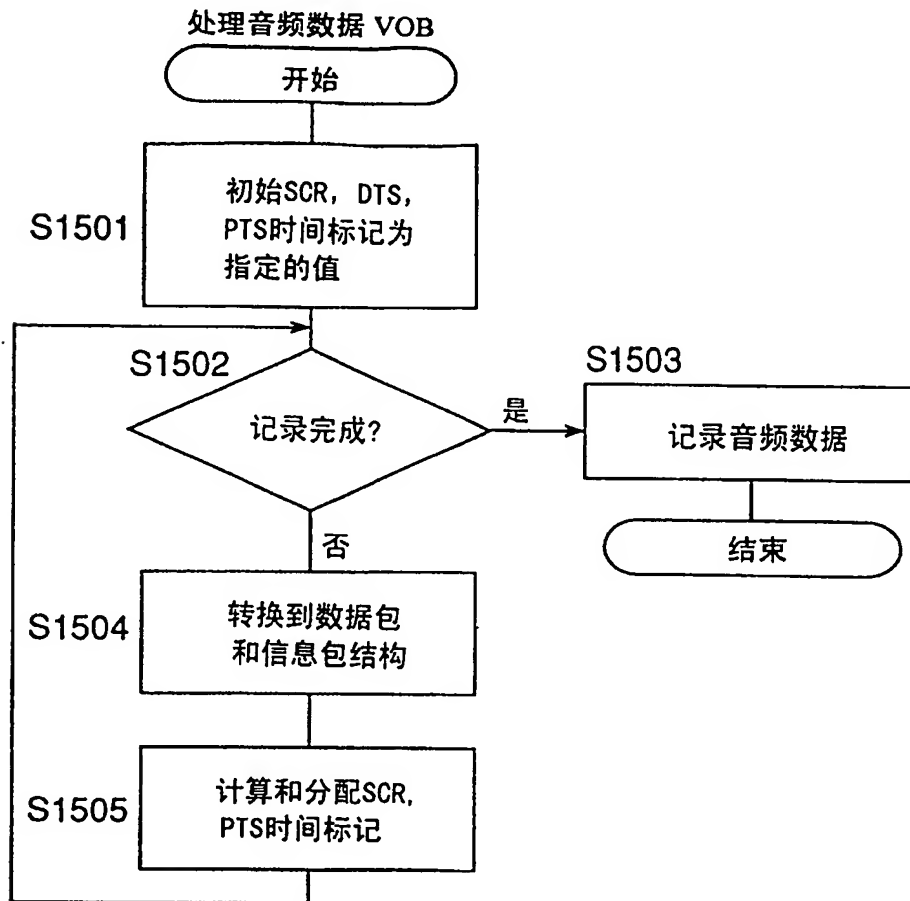 处理音频数据 VOB
开始
S1501
初始SCR, DTS,
PTS时间标记为
指定的值
S1502
记录完成?
是
S1503
记录音频数据
结束
否
S1504
转换到数据包
和信息包结构
S1505
计算和分配SCR,
PTS时间标记